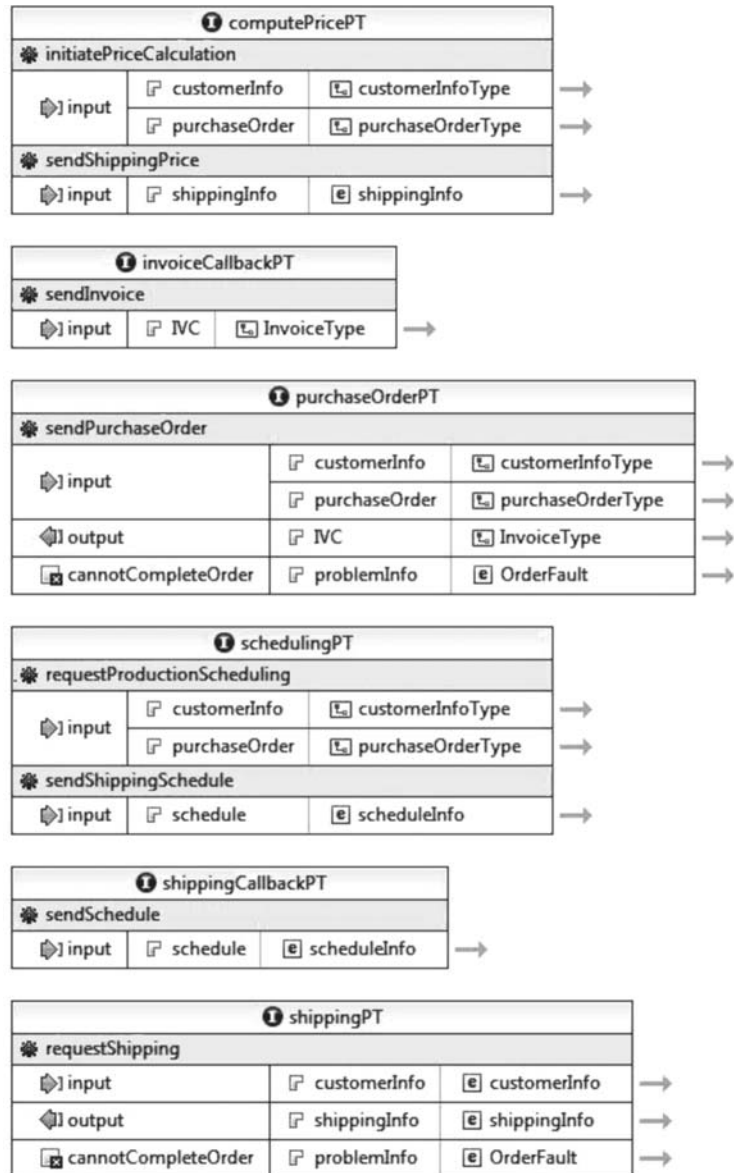 computePricePT
initiatePriceCalculation
input customerInfo customerInfoType
purchaseOrder purchaseOrderType
sendShippingPrice
input shippingInfo shippingInfo
invoiceCallbackPT
sendInvoice
input IVC InvoiceType
purchaseOrderPT
sendPurchaseOrder
input customerInfo customerInfoType
purchaseOrder purchaseOrderType
output IVC InvoiceType
cannotCompleteOrder problemInfo OrderFault
schedulingPT
requestProductionScheduling
input customerInfo customerInfoType
purchaseOrder purchaseOrderType
sendShippingSchedule
input schedule scheduleInfo
shippingCallbackPT
sendSchedule
input schedule scheduleInfo
shippingPT
requestShipping
input customerInfo customerInfo
output shippingInfo shippingInfo
cannotCompleteOrder problemInfo OrderFault